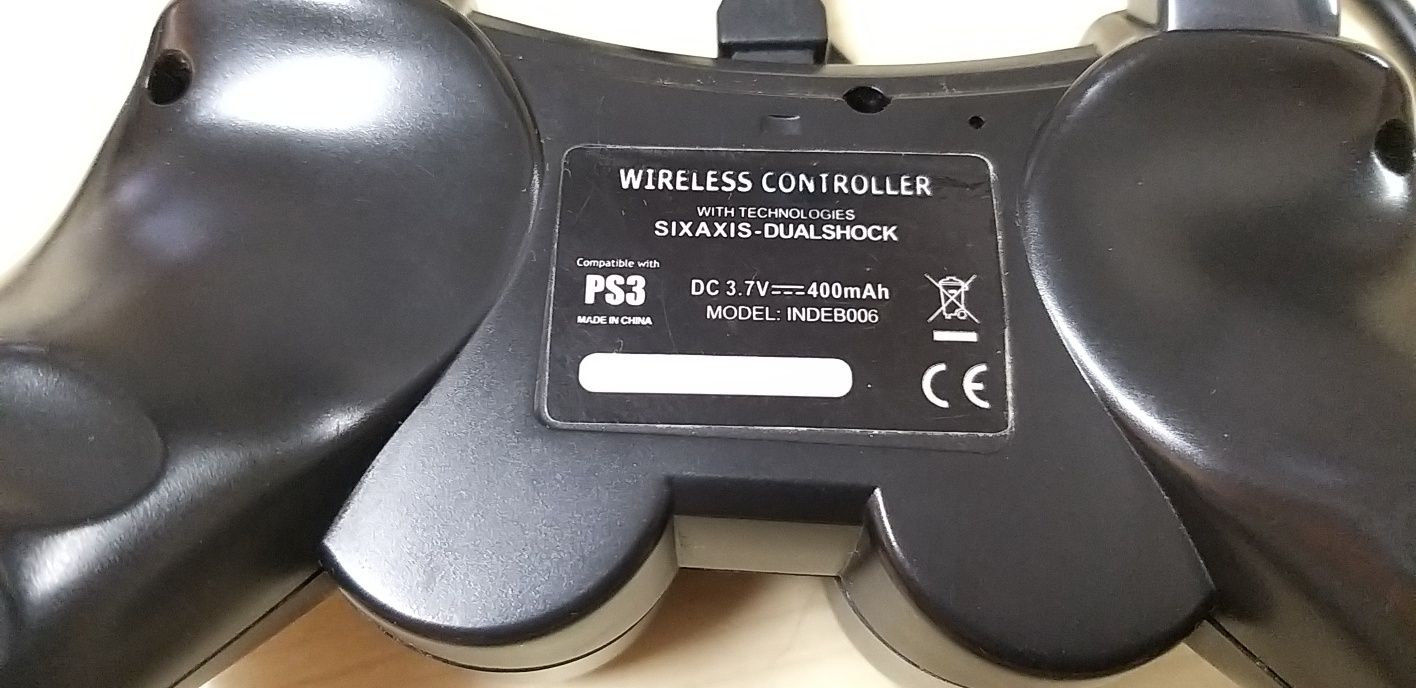 WIRELESS CONTROLLER
WITH TECHNOLOGIES
SIXAXIS-DUALSHOCK
Compatible with
PS3
MADE IN CHINA
DC 3.7V⎓400mAh
MODEL: INDEB006
CE